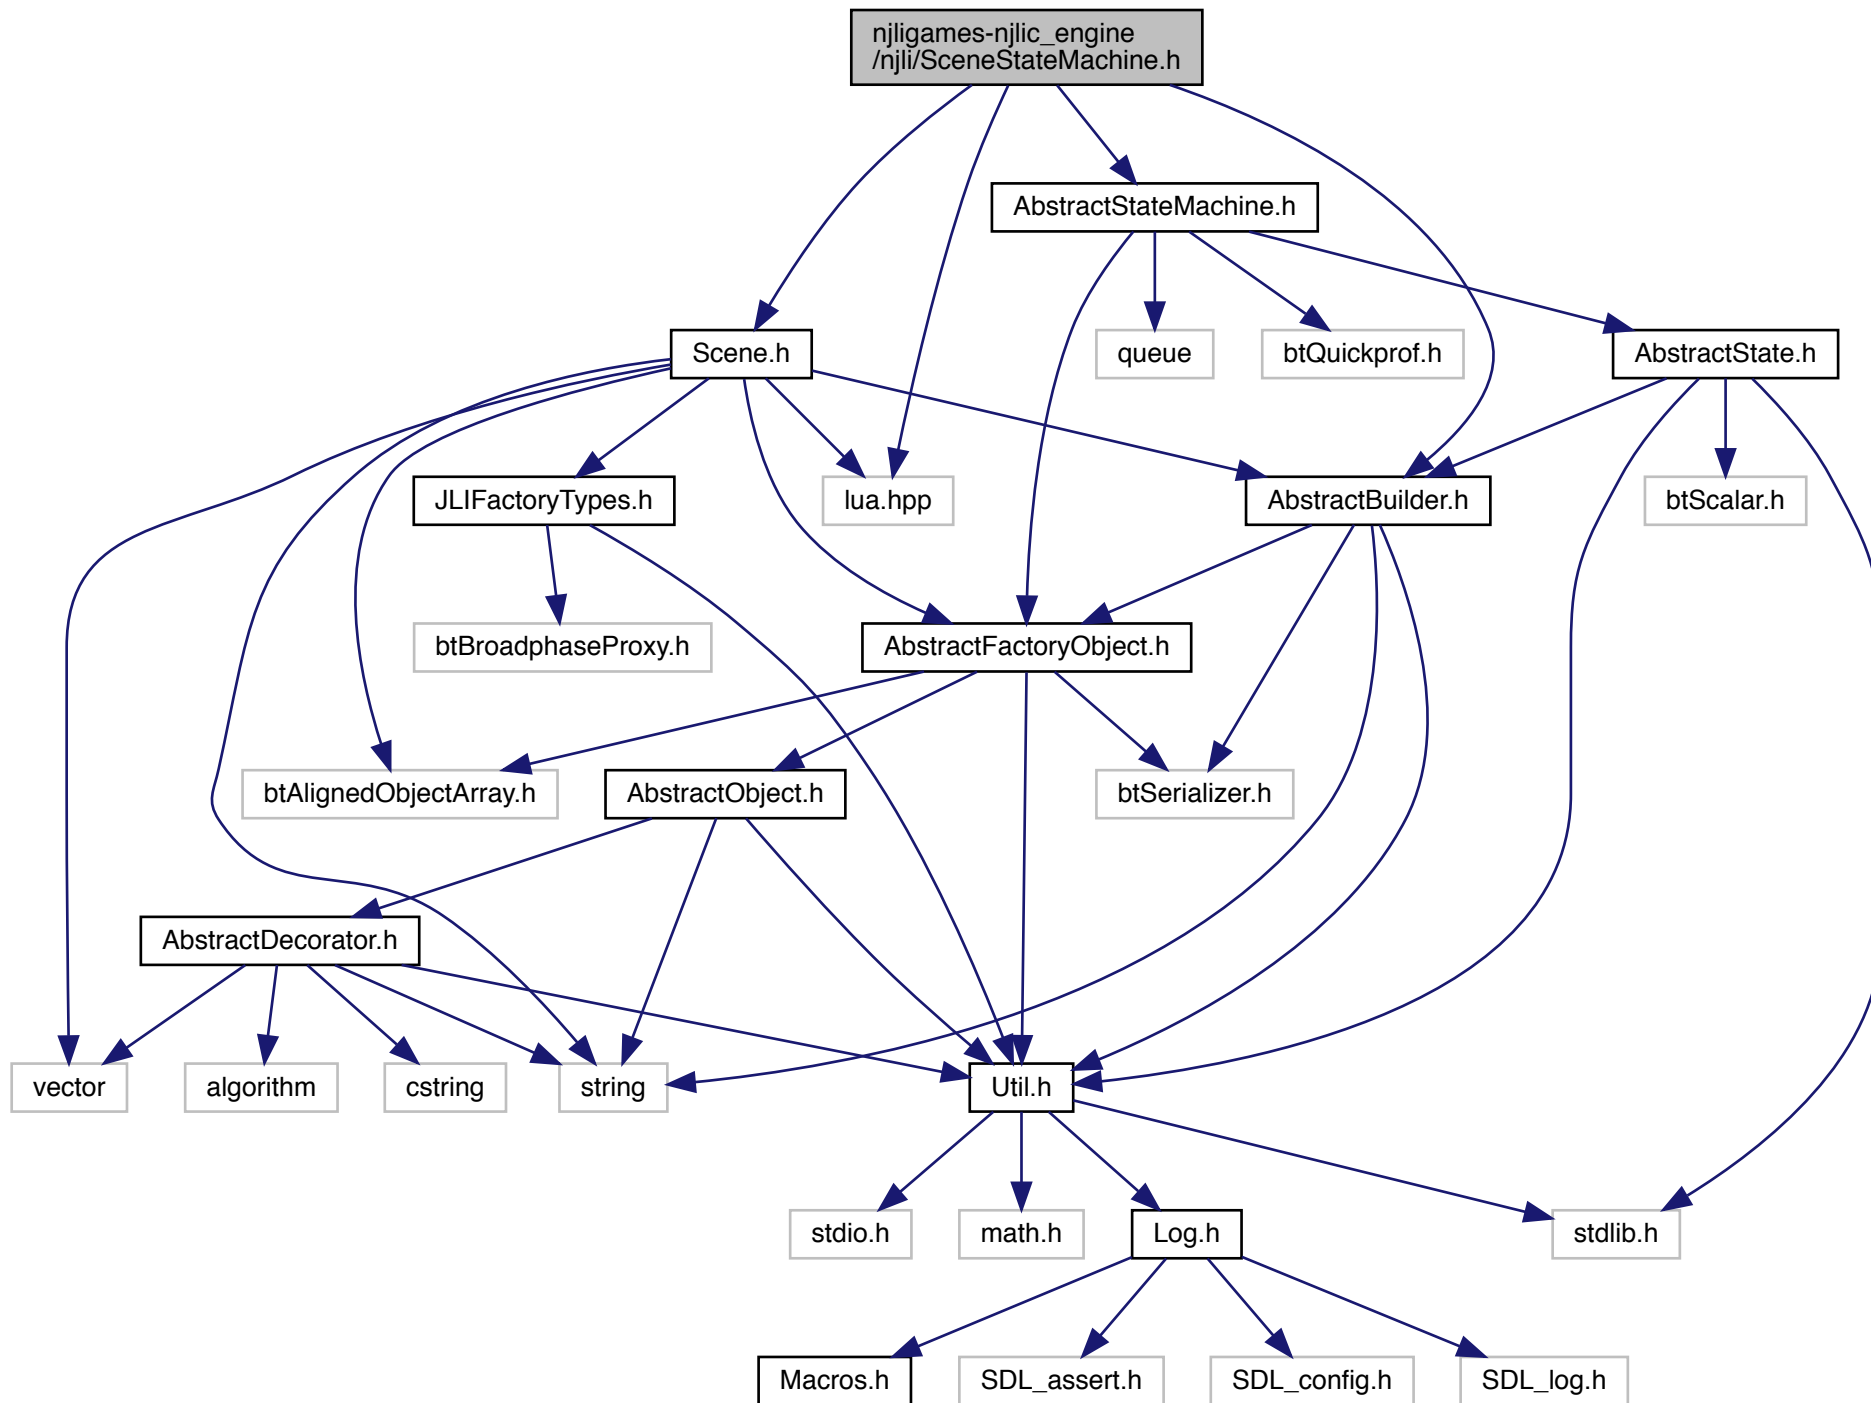 njligames-njlic_engine
/njli/SceneStateMachine.h
AbstractStateMachine.h
Scene.h
queue
btQuickprof.h
AbstractState.h
JLIFactoryTypes.h
lua.hpp
AbstractBuilder.h
btScalar.h
btBroadphaseProxy.h
AbstractFactoryObject.h
btAlignedObjectArray.h
AbstractObject.h
btSerializer.h
AbstractDecorator.h
vector
algorithm
cstring
string
Util.h
stdio.h
math.h
Log.h
stdlib.h
Macros.h
SDL_assert.h
SDL_config.h
SDL_log.h